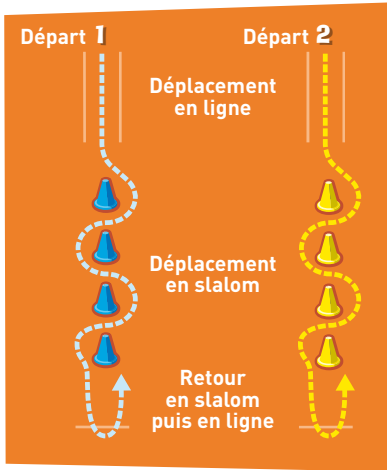 Départ 1
Départ 2
Déplacement
en ligne
Déplacement
en slalom
Retour
en slalom
puis en ligne